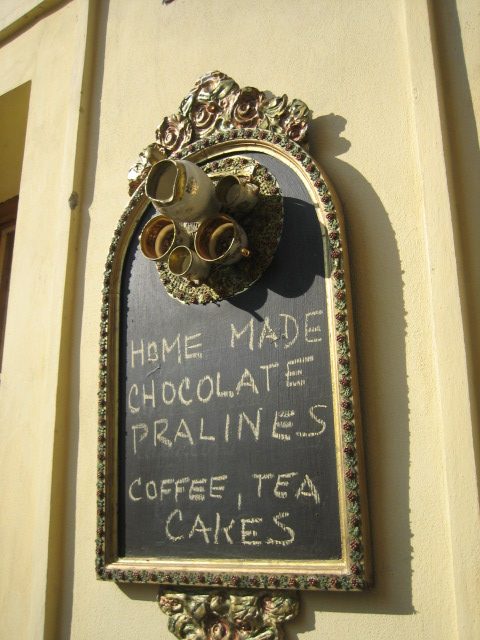 HOME MADE
CHOCOLATE
PRALINES
COFFEE, TEA
CAKES